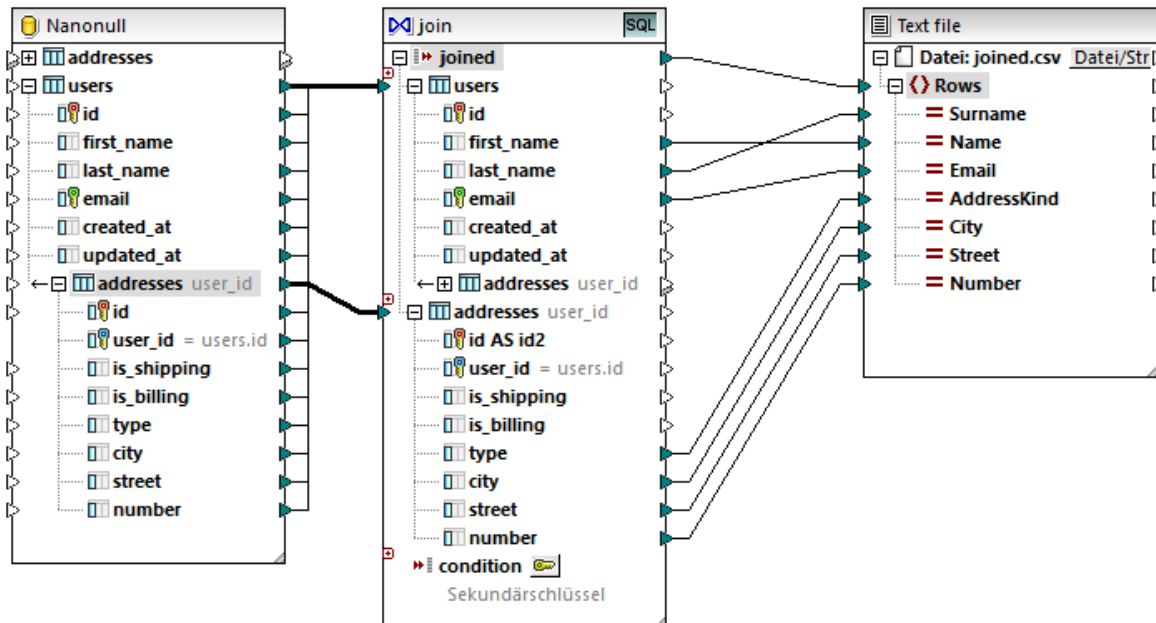 Nanonull
addresses
users
id
first_name
last_name
email
created_at
updated_at
addresses user_id
id
user_id = users.id
is_shipping
is_billing
type
city
street
number
join SQL
joined
users
id
first_name
last_name
email
created_at
updated_at
addresses user_id
addresses user_id
id AS id2
user_id = users.id
is_shipping
is_billing
type
city
street
number
condition
Sekundärschlüssel
Text file
Datei: joined.csv Datei/Str
Rows
Surname
Name
Email
AddressKind
City
Street
Number